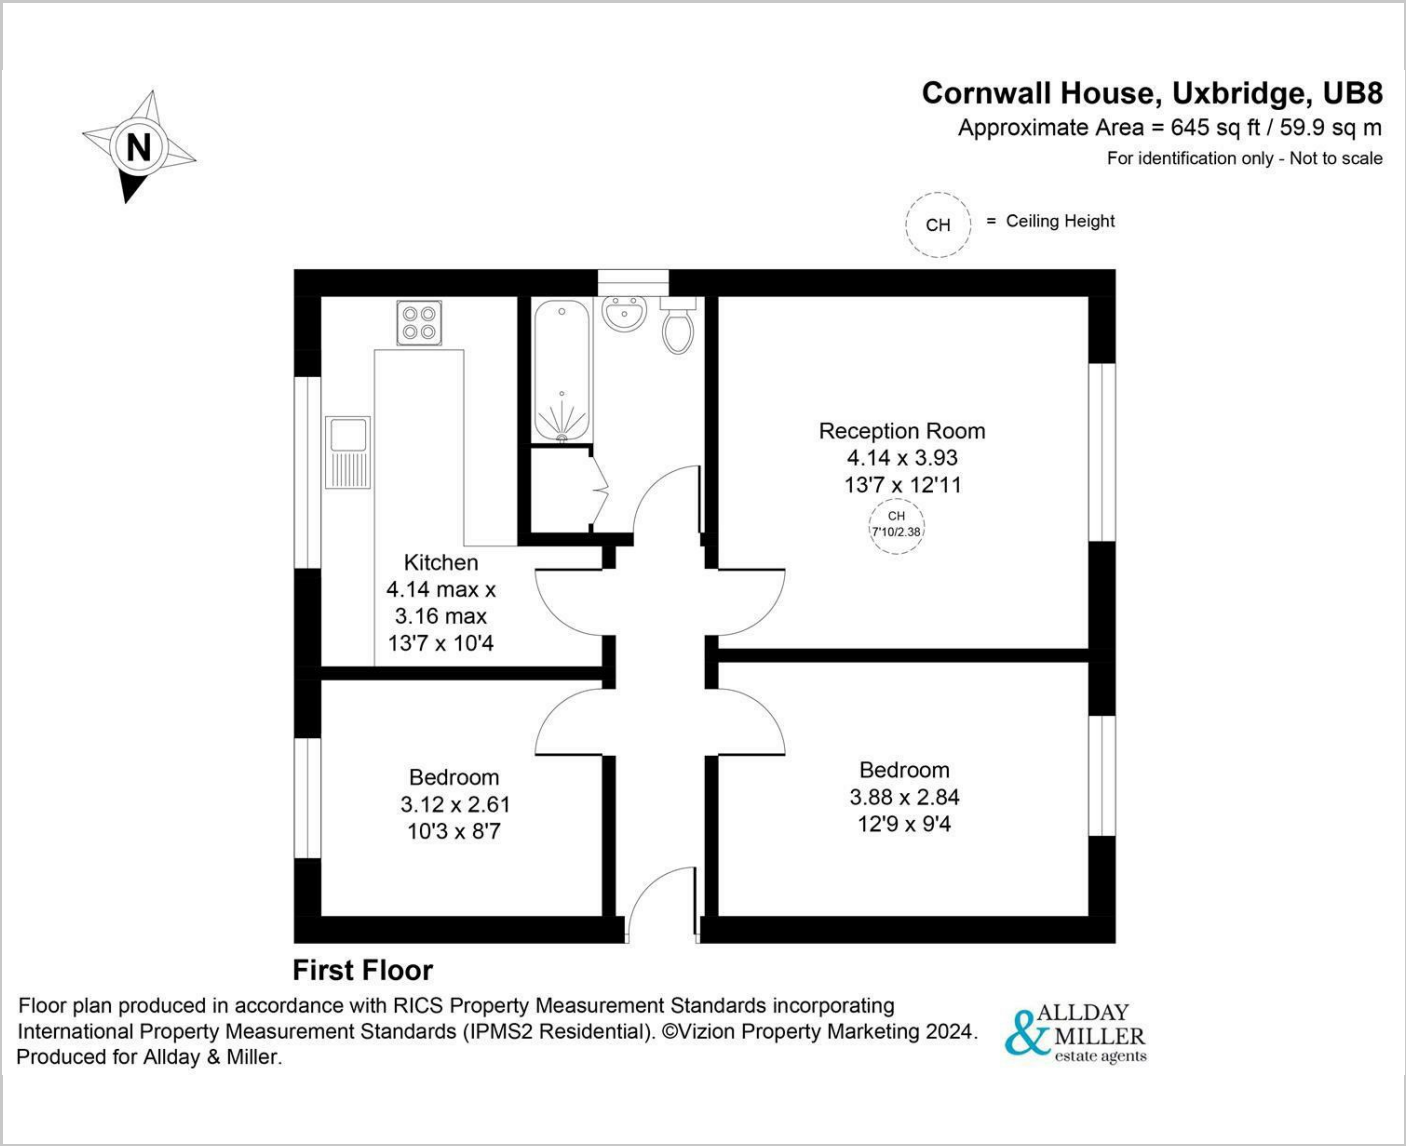 N
Cornwall House, Uxbridge, UB8
Approximate Area = 645 sq ft / 59.9 sq m
For identification only - Not to scale
CH = Ceiling Height
Reception Room
4.14 x 3.93
13'7 x 12'11
CH
7'10/2.38
Kitchen
4.14 max x
3.16 max
13'7 x 10'4
Bedroom
3.12 x 2.61
10'3 x 8'7
Bedroom
3.88 x 2.84
12'9 x 9'4
First Floor
Floor plan produced in accordance with RICS Property Measurement Standards incorporating
International Property Measurement Standards (IPMS2 Residential). ©Vizion Property Marketing 2024.
Produced for Allday & Miller.
ALLDAY
& MILLER
estate agents